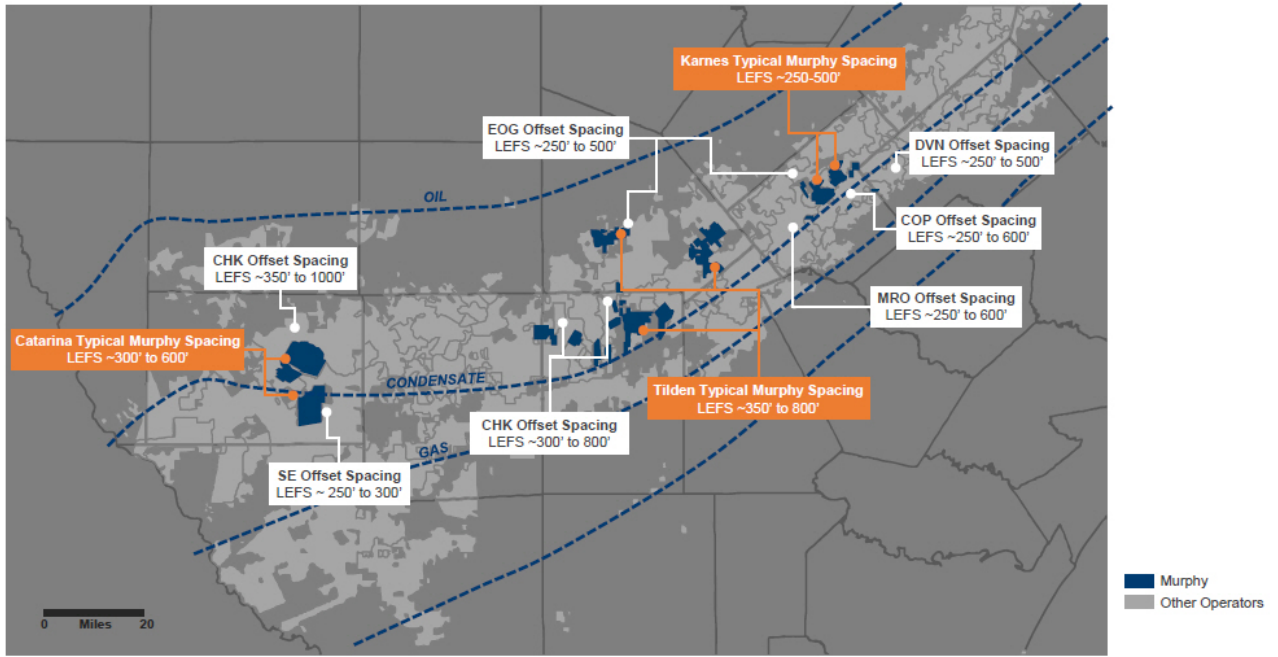 Karnes Typical Murphy Spacing
LEFS ~250-500'
EOG Offset Spacing
LEFS ~250' to 500'
DVN Offset Spacing
LEFS ~250' to 500'
OIL
COP Offset Spacing
LEFS ~250' to 600'
CHK Offset Spacing
LEFS ~350' to 1000'
MRO Offset Spacing
LEFS ~250' to 600'
Catarina Typical Murphy Spacing
LEFS ~300' to 600'
CONDENSATE
Tilden Typical Murphy Spacing
LEFS ~350' to 800'
CHK Offset Spacing
LEFS ~300' to 800'
GAS
SE Offset Spacing
LEFS ~ 250' to 300'
Murphy
Other Operators
0 Miles 20